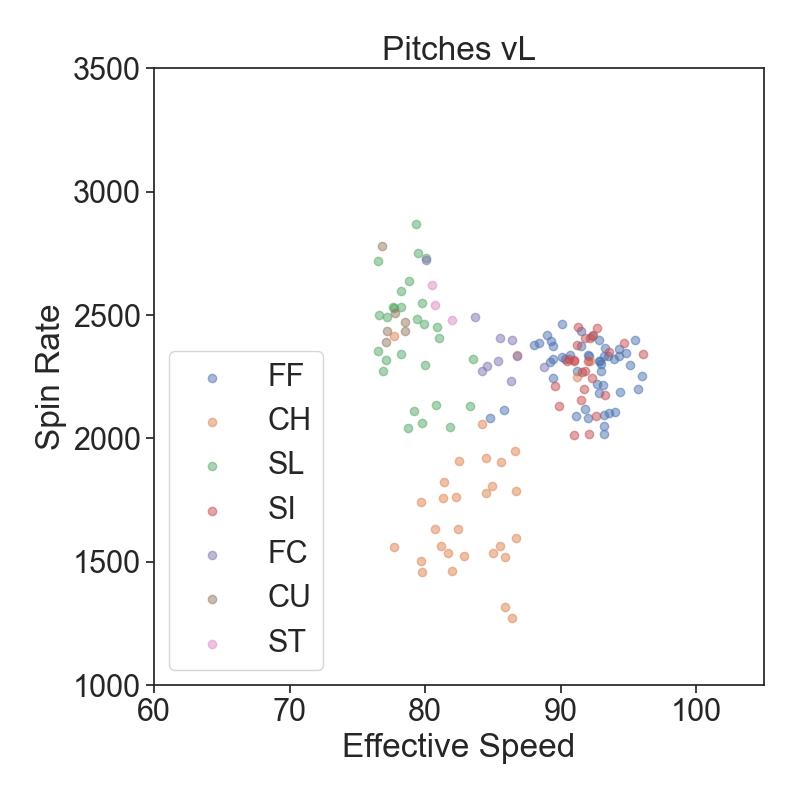 Pitches vL
3500
3000
2500
2000
1500
1000
Spin Rate
FF
CH
SL
SI
FC
CU
ST
60 70 80 90 100
Effective Speed